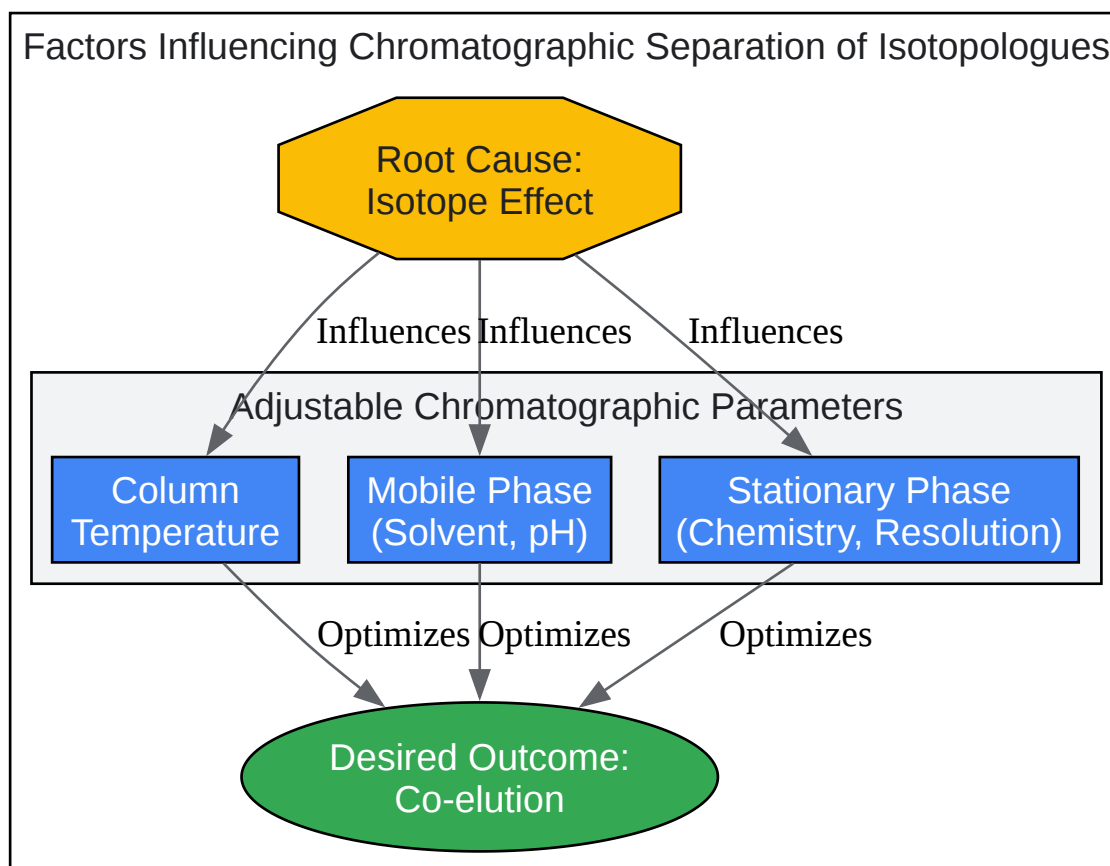 Factors Influencing Chromatographic Separation of Isotopologues
Root Cause:
Isotope Effect
Influences
Influences
Influences
Adjustable Chromatographic Parameters
Column
Temperature
Mobile Phase
(Solvent, pH)
Stationary Phase
(Chemistry, Resolution)
Optimizes
Optimizes
Optimizes
Desired Outcome:
Co-elution